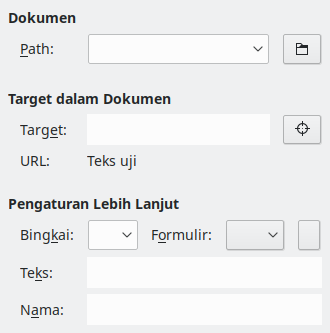 Dokumen
Path:
Target dalam Dokumen
Target:
URL: Teks uji
Pengaturan Lebih Lanjut
Bingkai: Formulir:
Teks:
Nama: